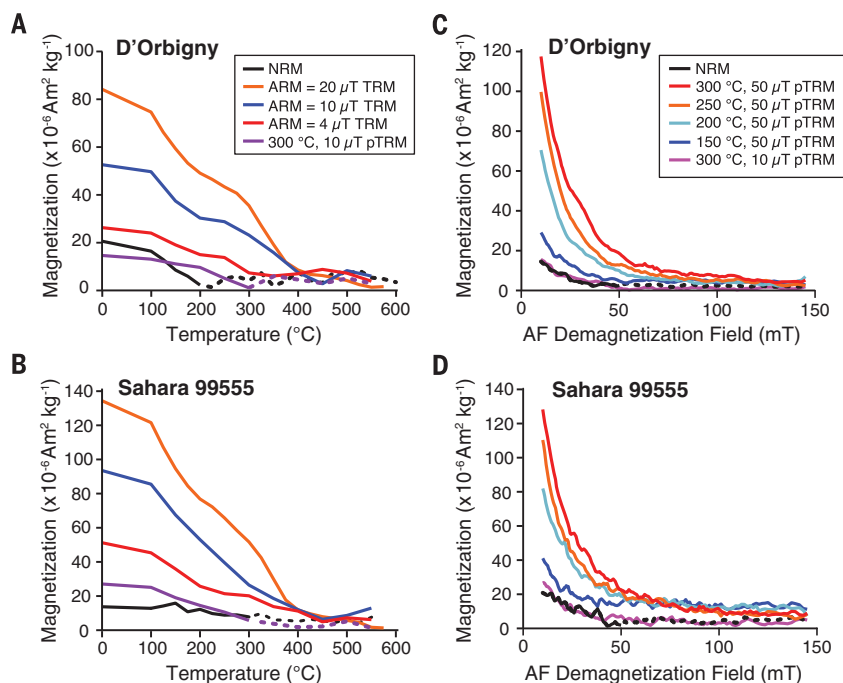 A
D’Orbigny
Magnetization (x10⁻⁶Am² kg⁻¹)
100
80
60
40
20
0
NRM
ARM = 20 µT TRM
ARM = 10 µT TRM
ARM = 4 µT TRM
300 °C, 10 µT pTRM
0 100 200 300 400 500 600
Temperature (°C)
B
Sahara 99555
Magnetization (x10⁻⁶Am² kg⁻¹)
140
120
100
80
60
40
20
0
0 100 200 300 400 500 600
Temperature (°C)
C
D’Orbigny
Magnetization (x10⁻⁶Am² kg⁻¹)
120
100
80
60
40
20
0
NRM
300 °C, 50 µT pTRM
250 °C, 50 µT pTRM
200 °C, 50 µT pTRM
150 °C, 50 µT pTRM
300 °C, 10 µT pTRM
0 50 100 150
AF Demagnetization Field (mT)
D
Sahara 99555
Magnetization (x10⁻⁶Am² kg⁻¹)
140
120
100
80
60
40
20
0
0 50 100 150
AF Demagnetization Field (mT)